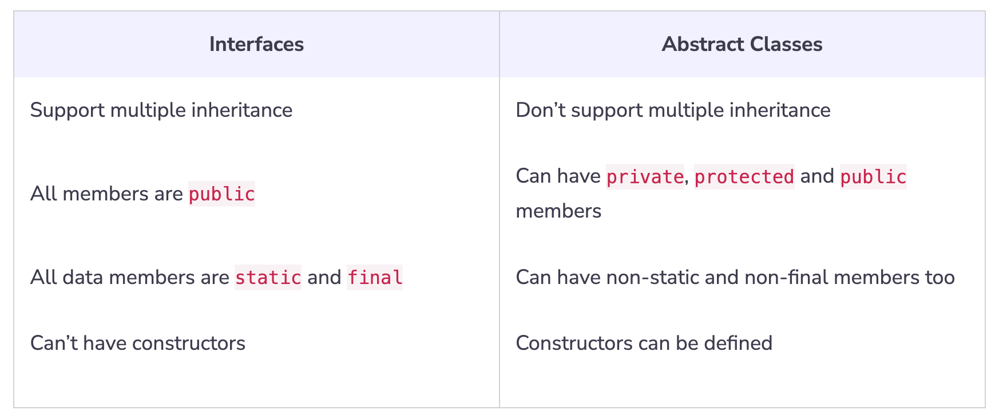 Interfaces
Abstract Classes
Support multiple inheritance
Don’t support multiple inheritance
All members are public
Can have private, protected and public
members
All data members are static and final
Can have non-static and non-final members too
Can’t have constructors
Constructors can be defined